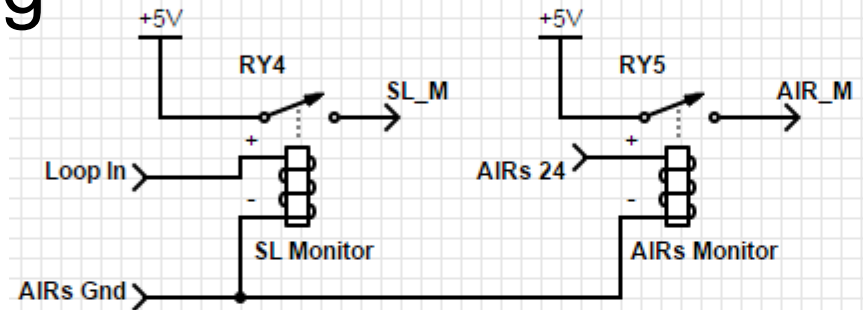 g
+5V
+5V
RY4
RY5
SL_M
AIR_M
+
+
Loop In
AIRs 24
-
-
SL Monitor
AIRs Monitor
AIRs Gnd